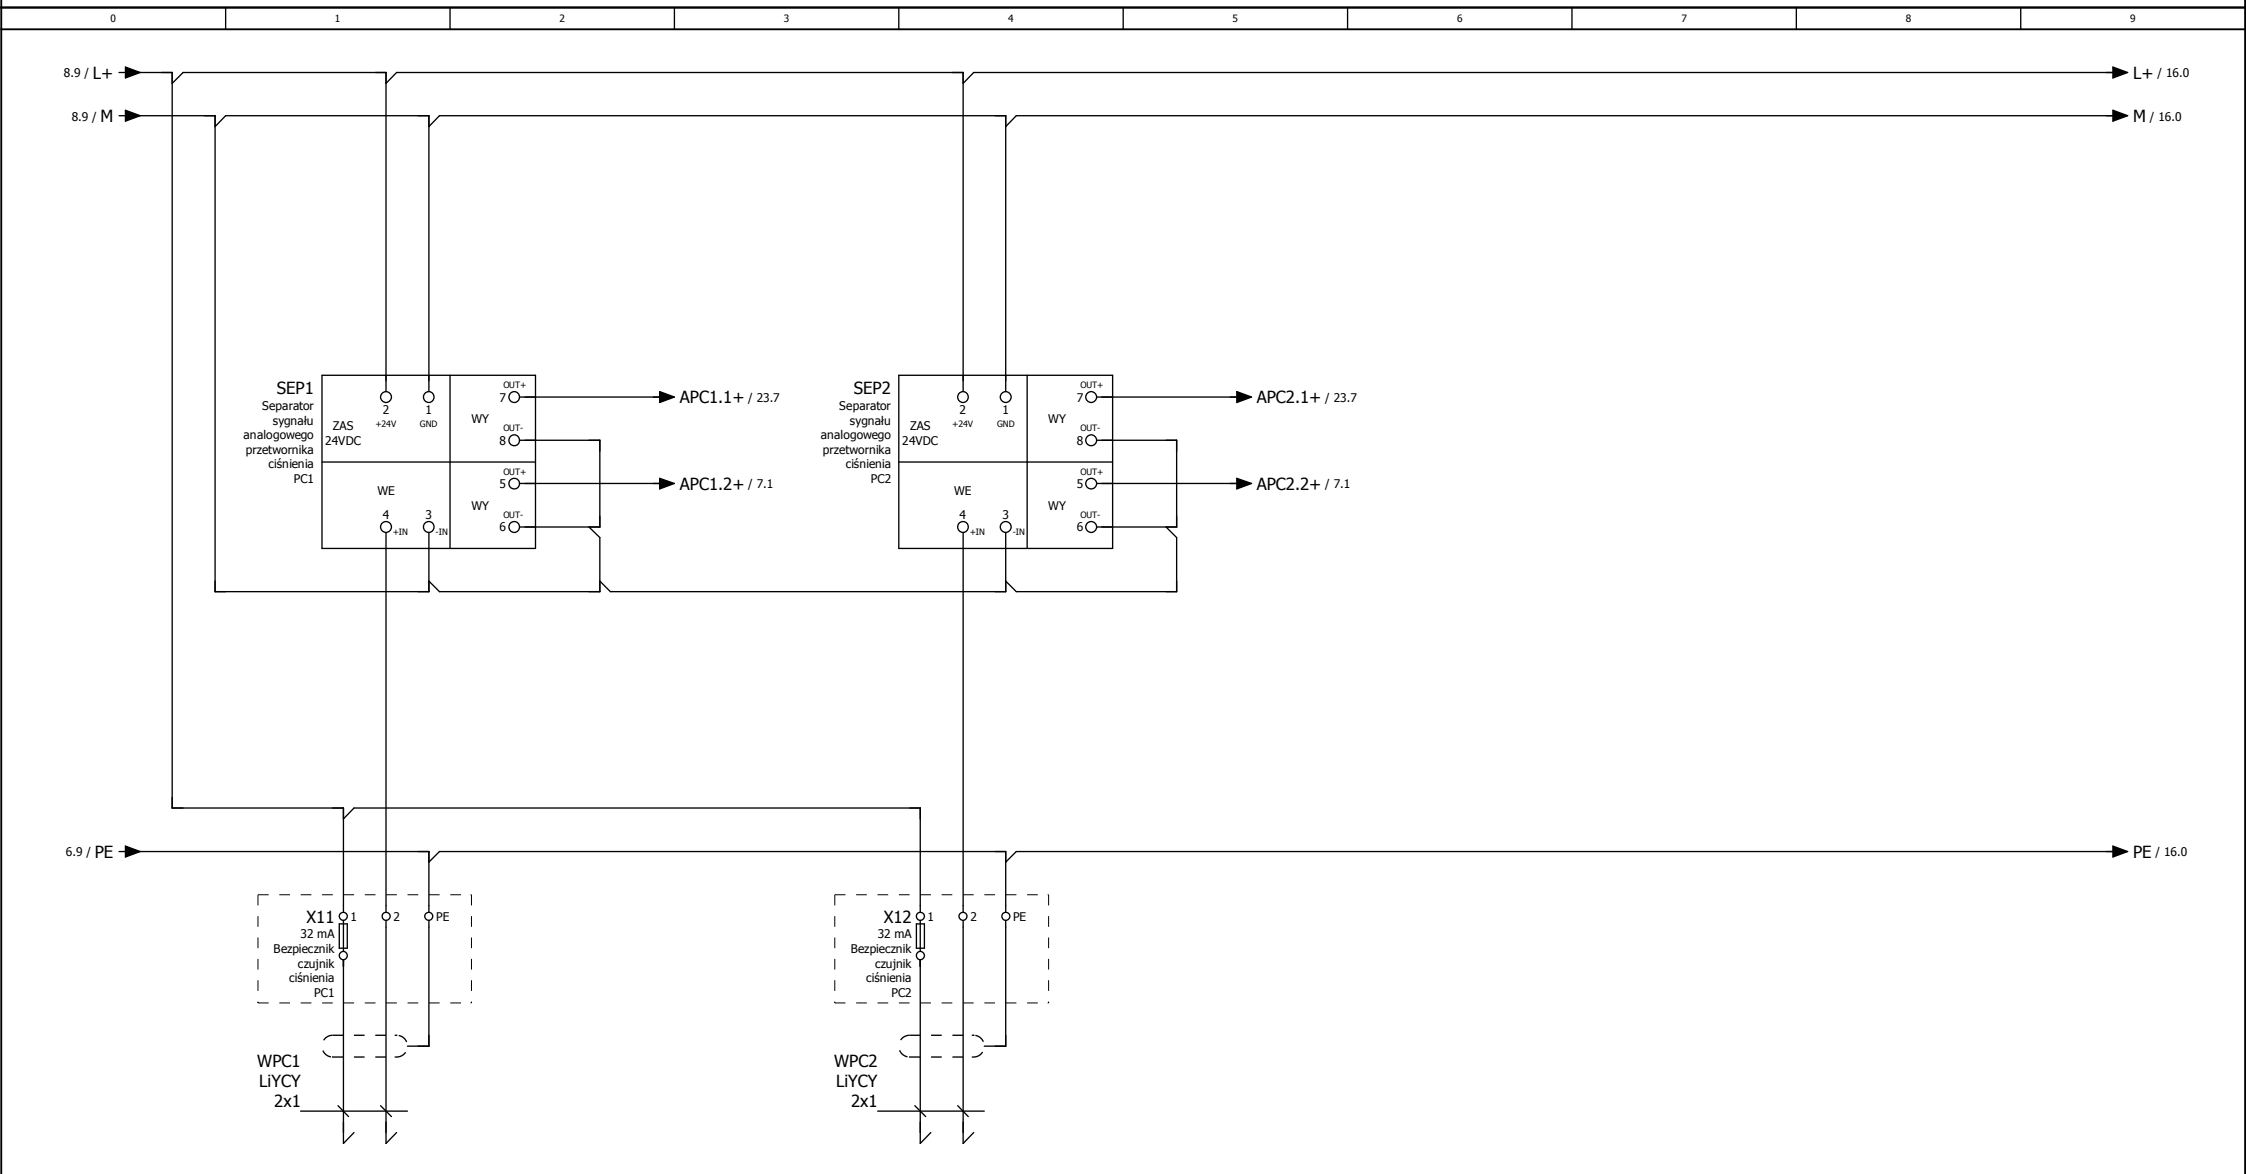 0 1 2 3 4 5 6 7 8 9
8.9 / L+ L+ / 16.0
8.9 / M M / 16.0
SEP1
Separator
sygnału
analogowego
przetwornika
ciśnienia
PC1
ZAS
24VDC
2
+24V
1
GND
WY
OUT+
7
OUT-
8
WE
4
+IN
3
-IN
WY
OUT+
5
OUT-
6
APC1.1+ / 23.7
APC1.2+ / 7.1
SEP2
Separator
sygnału
analogowego
przetwornika
ciśnienia
PC2
ZAS
24VDC
2
+24V
1
GND
WY
OUT+
7
OUT-
8
WE
4
+IN
3
-IN
WY
OUT+
5
OUT-
6
APC2.1+ / 23.7
APC2.2+ / 7.1
6.9 / PE PE / 16.0
X11 1 2 PE
32 mA
Bezpiecznik
czujnik
ciśnienia
PC1
WPC1
LiYCY
2x1
X12 1 2 PE
32 mA
Bezpiecznik
czujnik
ciśnienia
PC2
WPC2
LiYCY
2x1